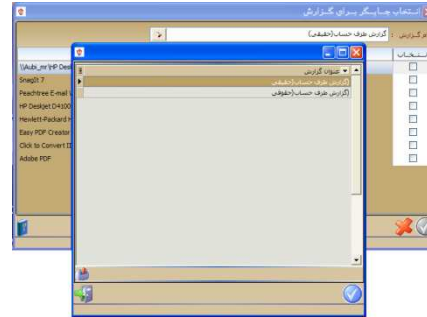 انتخاب چاپگر برای گزارش
گزارش طرف حساب(حقیقی)
انتخاب
\\Aubi_mr\HP Des
SnagIt 7
Peachtree E-mail
HP Deskjet D4100
Hewlett-Packard
Easy PDF Creator
Click to Convert
Adobe PDF
عنوان گزارش
گزارش طرف حساب(حقیقی)
گزارش طرف حساب(حقوقی)